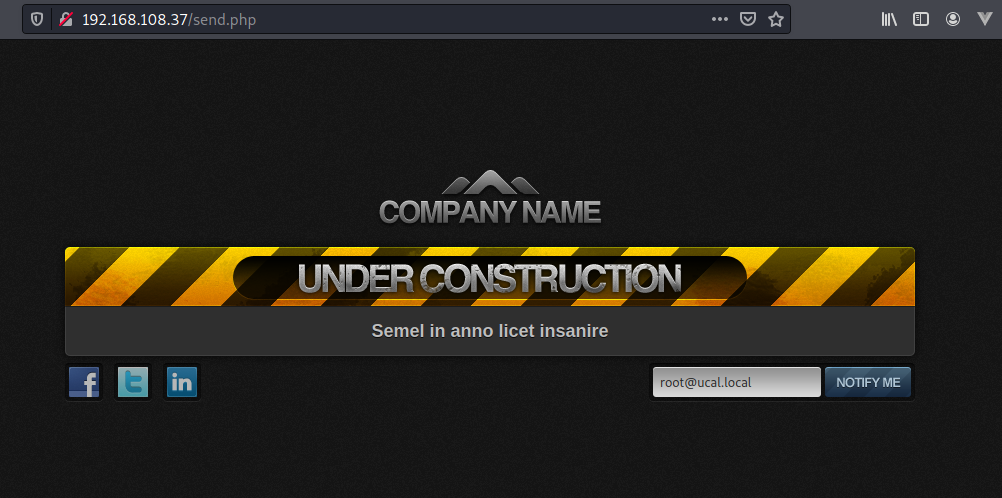 192.168.108.37/send.php
COMPANY NAME
UNDER CONSTRUCTION
Semel in anno licet insanire
f t in root@ucal.local NOTIFY ME